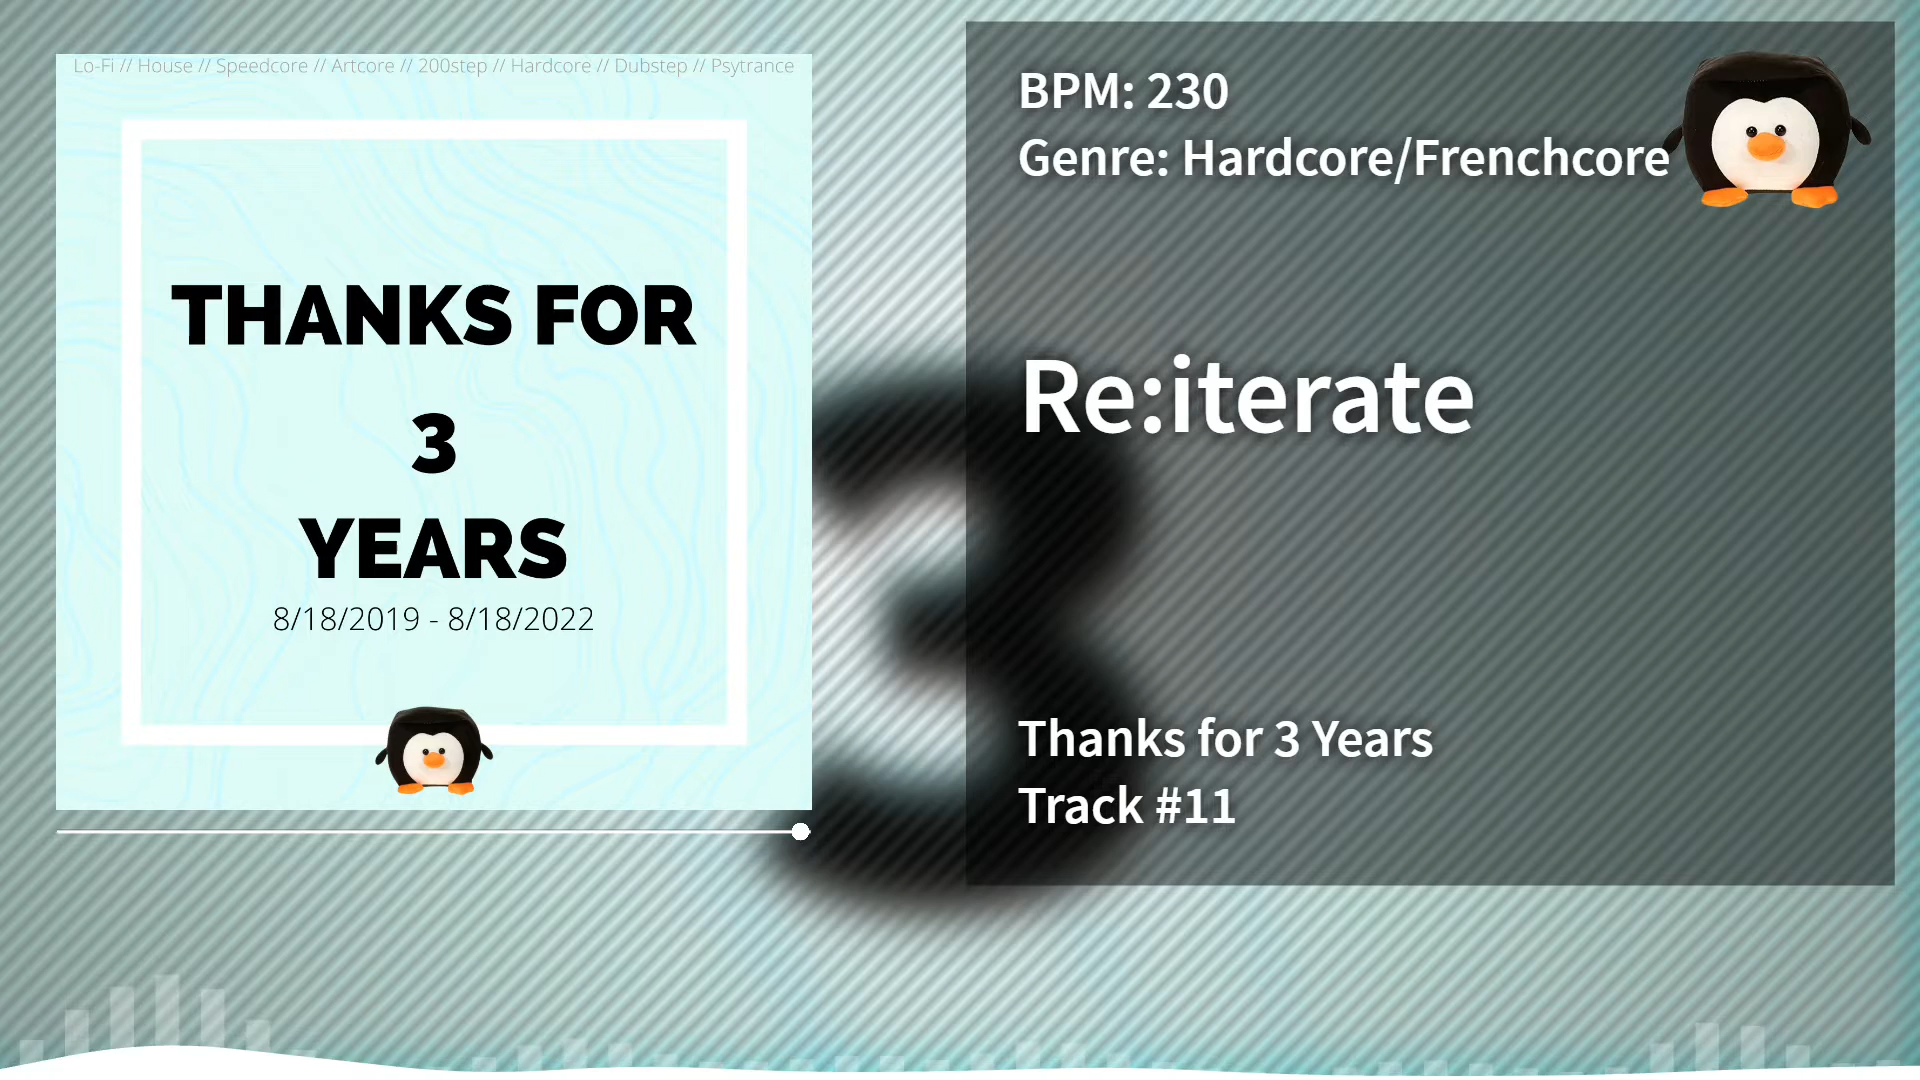 Lo-Fi // House // Speedcore // Artcore // 200step // Hardcore // Dubstep // Psytrance
THANKS FOR
3
YEARS
8/18/2019 - 8/18/2022
BPM: 230
Genre: Hardcore/Frenchcore
Re:iterate
Thanks for 3 Years
Track #11
3